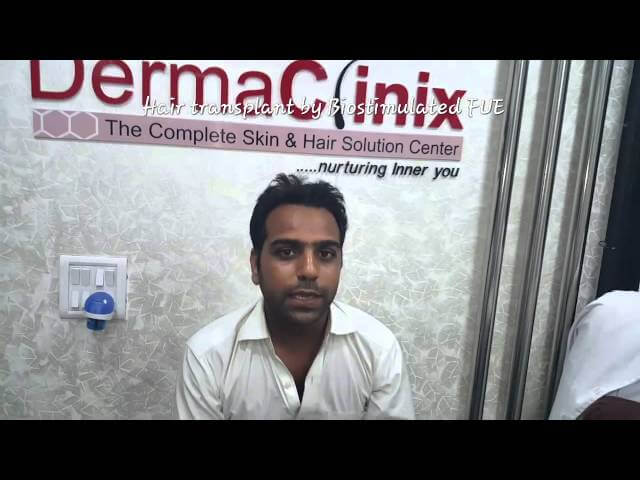 DermaClinix
Hair transplant by Biostimulated FUE
The Complete Skin & Hair Solution Center
.....nurturing Inner you